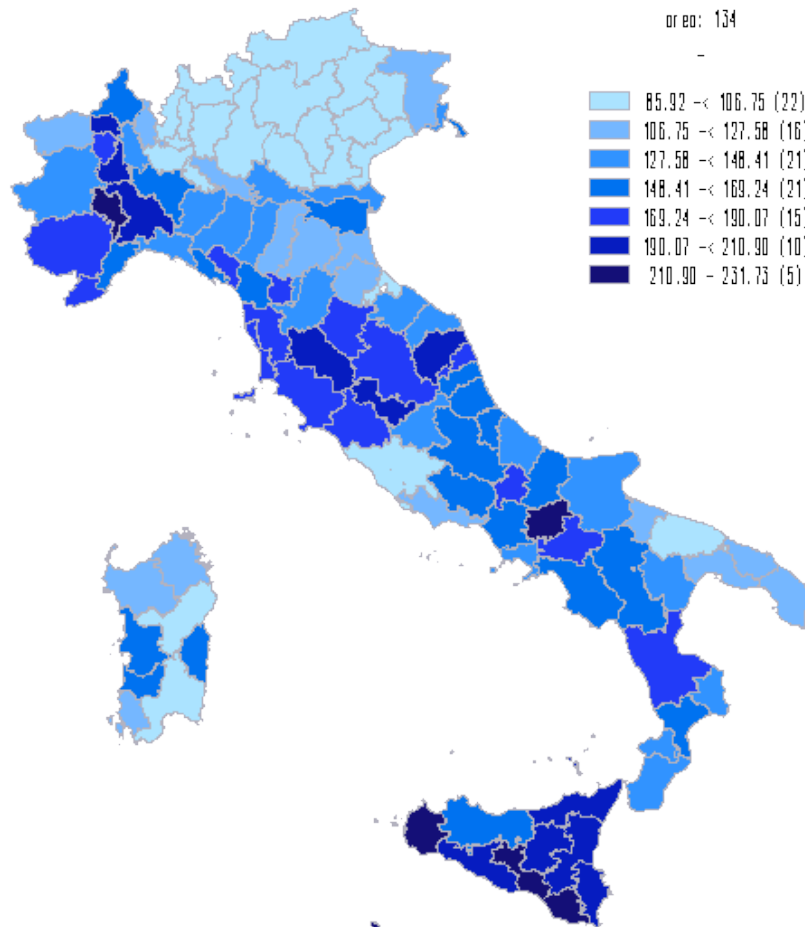 area: 134
-
85.92 -< 106.75 (22)
106.75 -< 127.58 (16)
127.58 -< 148.41 (21)
148.41 -< 169.24 (21)
169.24 -< 190.07 (15)
190.07 -< 210.90 (10)
210.90 - 231.73 (5)